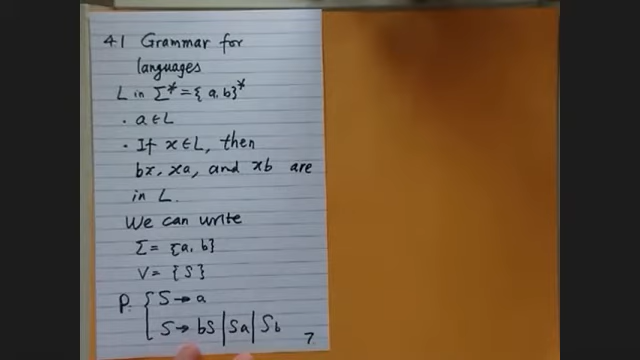 41 Grammar for
languages
L in Σ* = {a, b}*
· a ∈ L
· If x ∈ L, then
bx, xa, and xb are
in L.
We can write
Σ = {a, b}
V = {S}
P: { S → a
S → bS | Sa | Sb
7